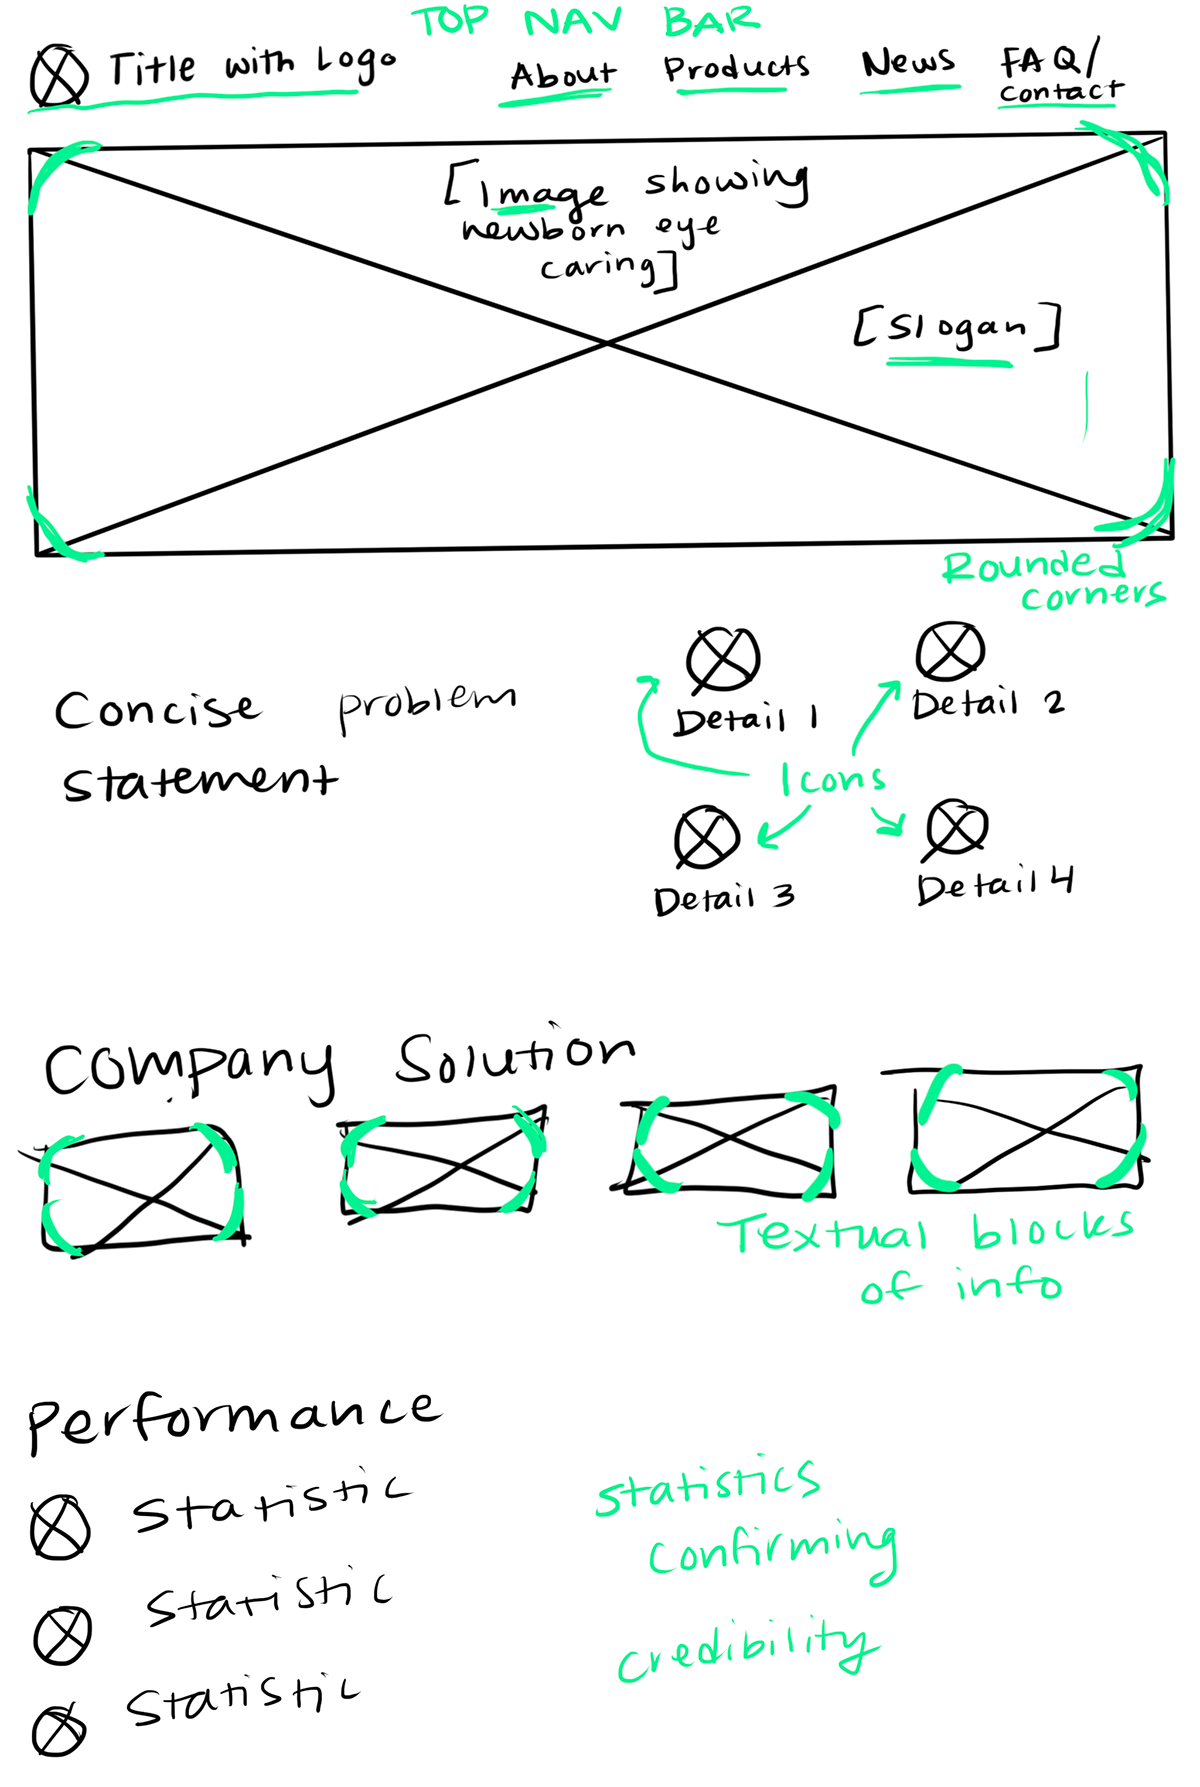 TOP NAV BAR
Title with Logo
About
Products
News
FAQ/
Contact
[Image showing
newborn eye
caring]
[Slogan]
Rounded
corners
Concise problem
statement
Detail 1
Detail 2
Icons
Detail 3
Detail 4
Company Solution
Textual blocks
of info
Performance
Statistic
Statistic
Statistic
statistics
confirming
credibility